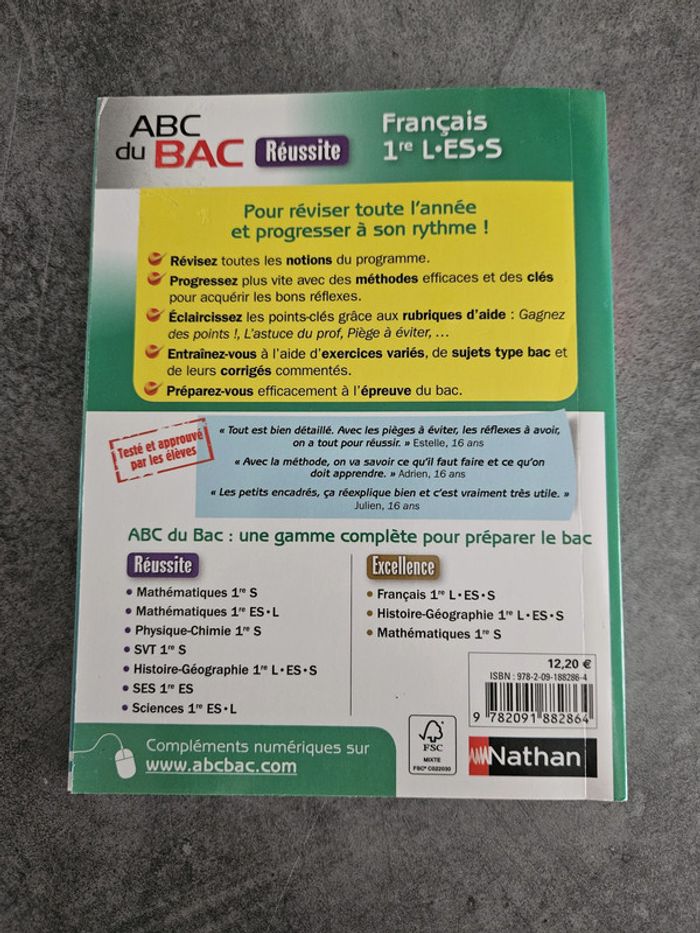 ABC
du BAC Réussite
Français
1re L•ES•S
Pour réviser toute l'année
et progresser à son rythme !
Révisez toutes les notions du programme.
Progressez plus vite avec des méthodes efficaces et des clés
pour acquérir les bons réflexes.
Éclaircissez les points-clés grâce aux rubriques d'aide : Gagnez
des points !, L'astuce du prof, Piège à éviter, ...
Entraînez-vous à l'aide d'exercices variés, de sujets type bac et
de leurs corrigés commentés.
Préparez-vous efficacement à l'épreuve du bac.
Testé et approuvé
par les élèves
« Tout est bien détaillé. Avec les pièges à éviter, les réflexes à avoir,
on a tout pour réussir. » Estelle, 16 ans
« Avec la méthode, on va savoir ce qu'il faut faire et ce qu'on
doit apprendre. » Adrien, 16 ans
« Les petits encadrés, ça réexplique bien et c'est vraiment très utile. »
Julien, 16 ans
ABC du Bac : une gamme complète pour préparer le bac
Réussite
• Mathématiques 1re S
• Mathématiques 1re ES•L
• Physique-Chimie 1re S
• SVT 1re S
• Histoire-Géographie 1re L•ES•S
• SES 1re ES
• Sciences 1re ES•L
Excellence
• Français 1re L•ES•S
• Histoire-Géographie 1re L•ES•S
• Mathématiques 1re S
12,20 €
ISBN : 978-2-09-188286-4
9 782091 882864
Compléments numériques sur
www.abcbac.com
FSC
MIXTE
FSC® C022030
Nathan